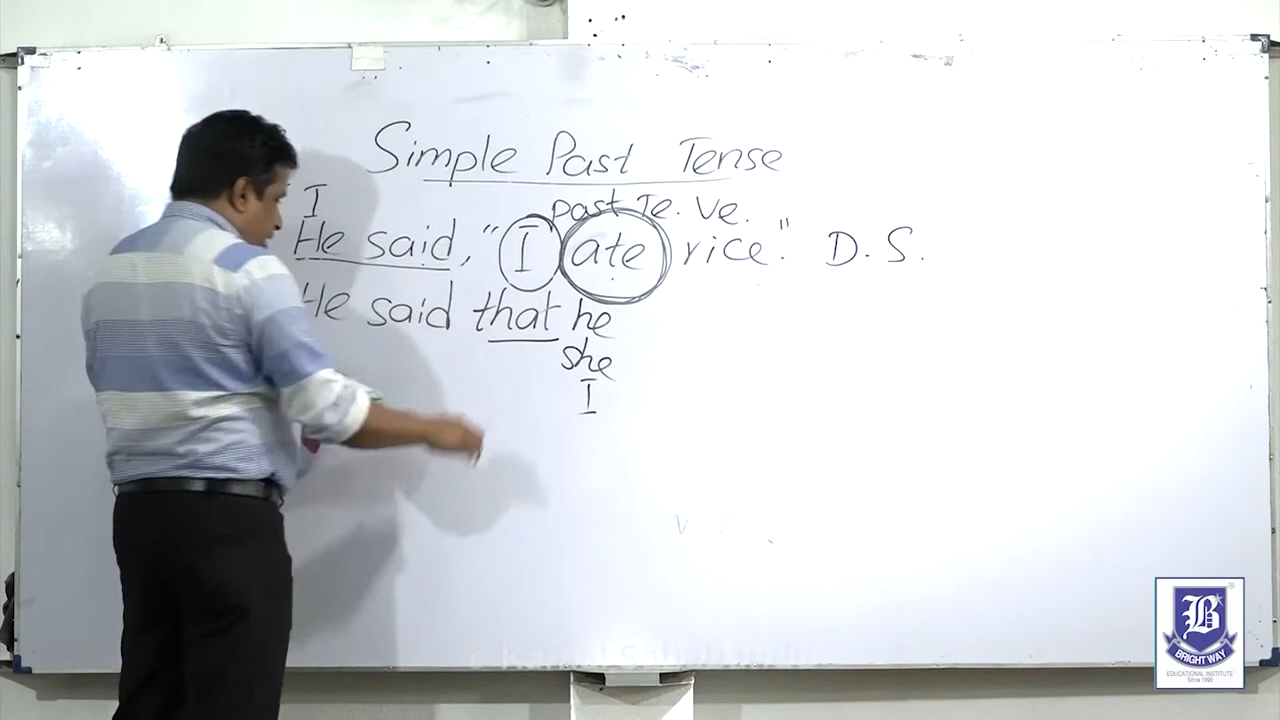 Simple Past Tense
I
past Te. Ve.
He said, "I ate rice." D. S.
He said that he
she
I
B
BRIGHT WAY
EDUCATIONAL INSTITUTE
Since 1998